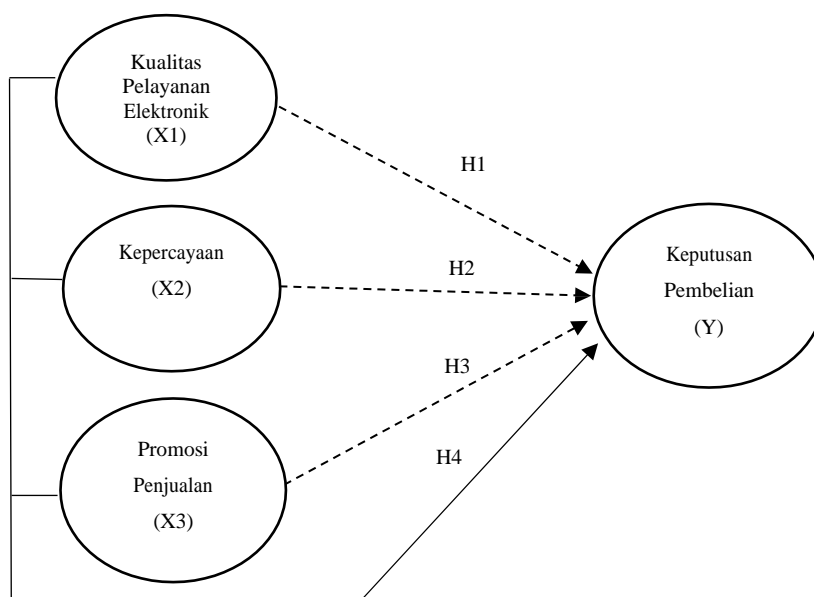 Kualitas
Pelayanan
Elektronik
(X1)
H1
Kepercayaan
(X2)
H2
Keputusan
Pembelian
(Y)
H3
Promosi
Penjualan
(X3)
H4